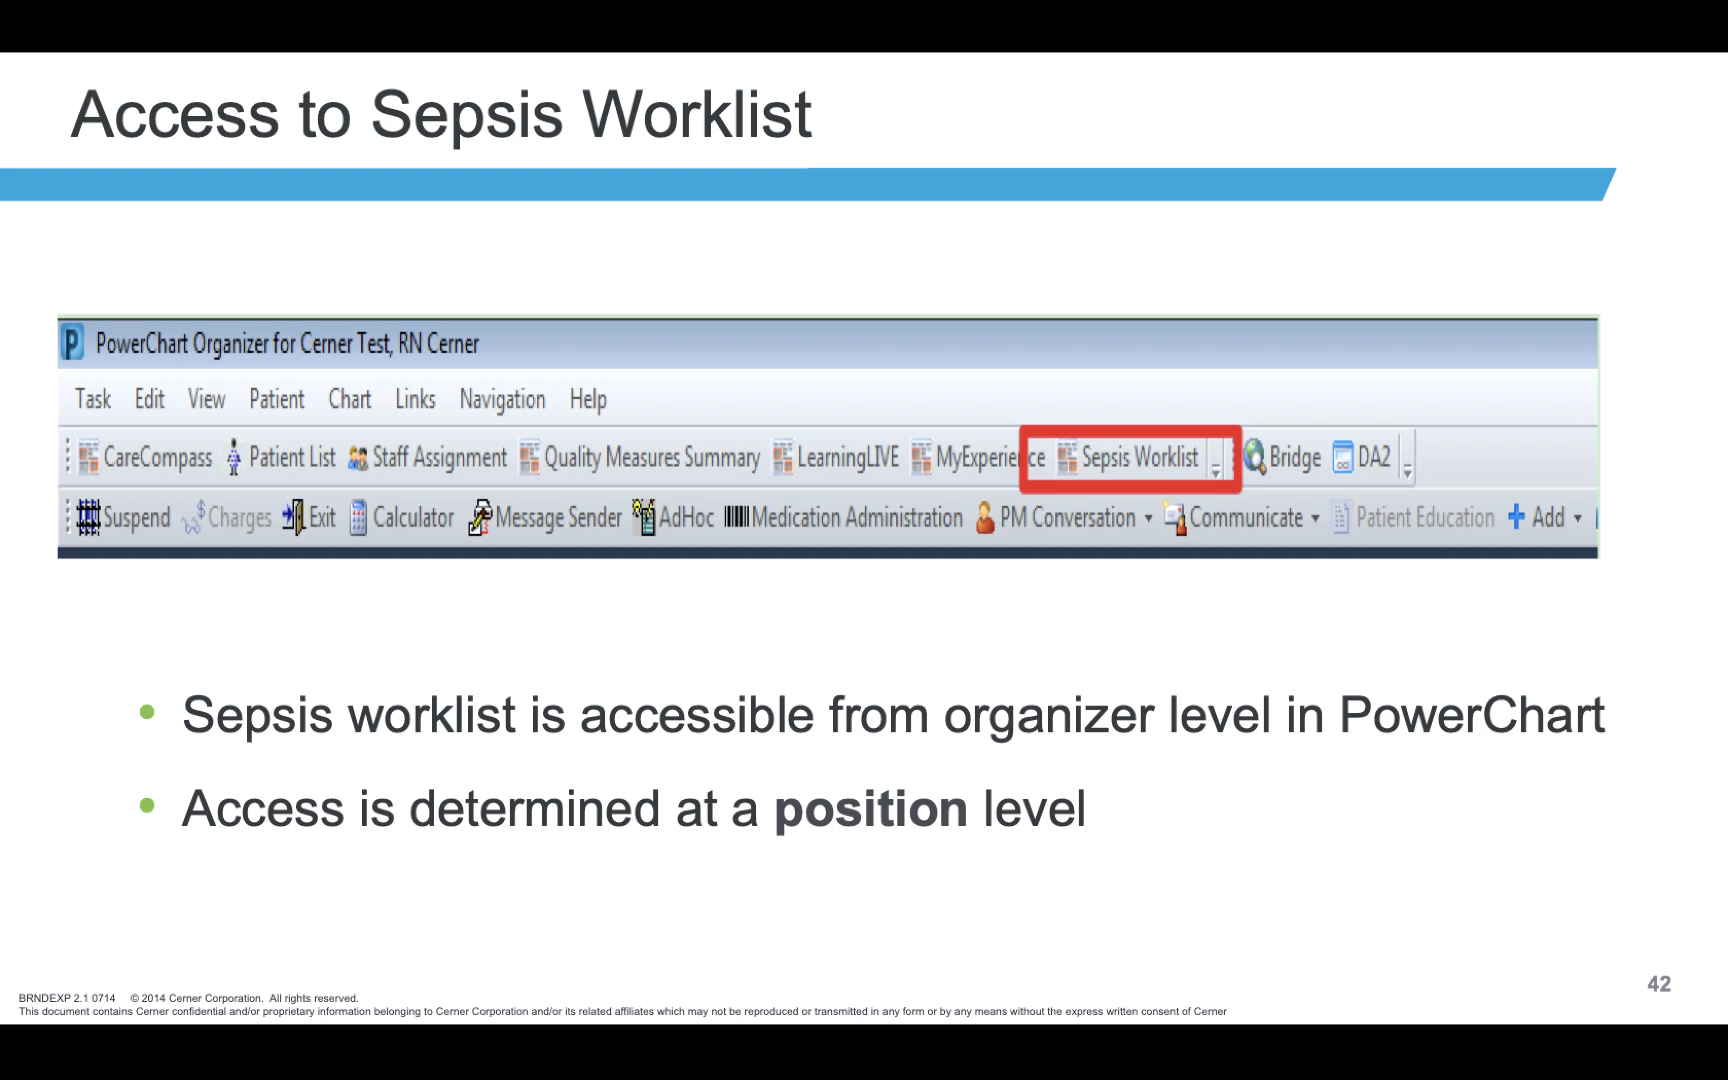 Access to Sepsis Worklist
PowerChart Organizer for Cerner Test, RN Cerner
Task Edit View Patient Chart Links Navigation Help
CareCompass Patient List Staff Assignment Quality Measures Summary LearningLIVE MyExperience Sepsis Worklist Bridge DA2
Suspend Charges Exit Calculator Message Sender AdHoc Medication Administration PM Conversation Communicate Patient Education Add
• Sepsis worklist is accessible from organizer level in PowerChart
• Access is determined at a position level
42
BRNDEXP 2.1 0714 © 2014 Cerner Corporation. All rights reserved.
This document contains Cerner confidential and/or proprietary information belonging to Cerner Corporation and/or its related affiliates which may not be reproduced or transmitted in any form or by any means without the express written consent of Cerner